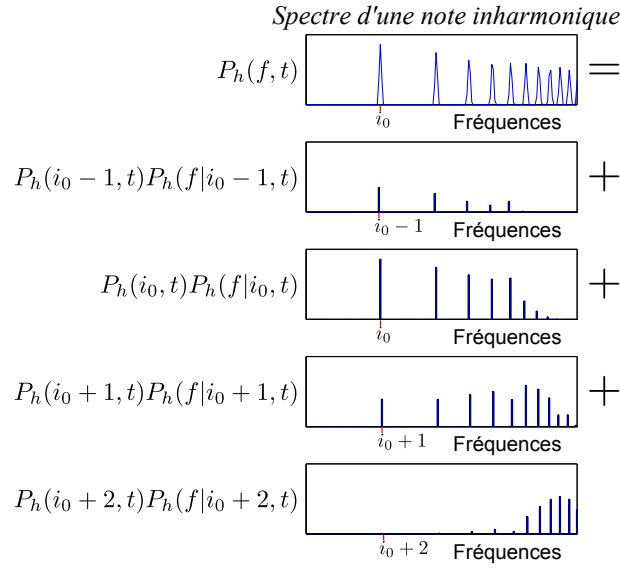 Spectre d'une note inharmonique
P_h(f, t) =
i_0 Fréquences
P_h(i_0 − 1, t)P_h(f|i_0 − 1, t) +
i_0 − 1 Fréquences
P_h(i_0, t)P_h(f|i_0, t) +
i_0 Fréquences
P_h(i_0 + 1, t)P_h(f|i_0 + 1, t) +
i_0 + 1 Fréquences
P_h(i_0 + 2, t)P_h(f|i_0 + 2, t)
i_0 + 2 Fréquences